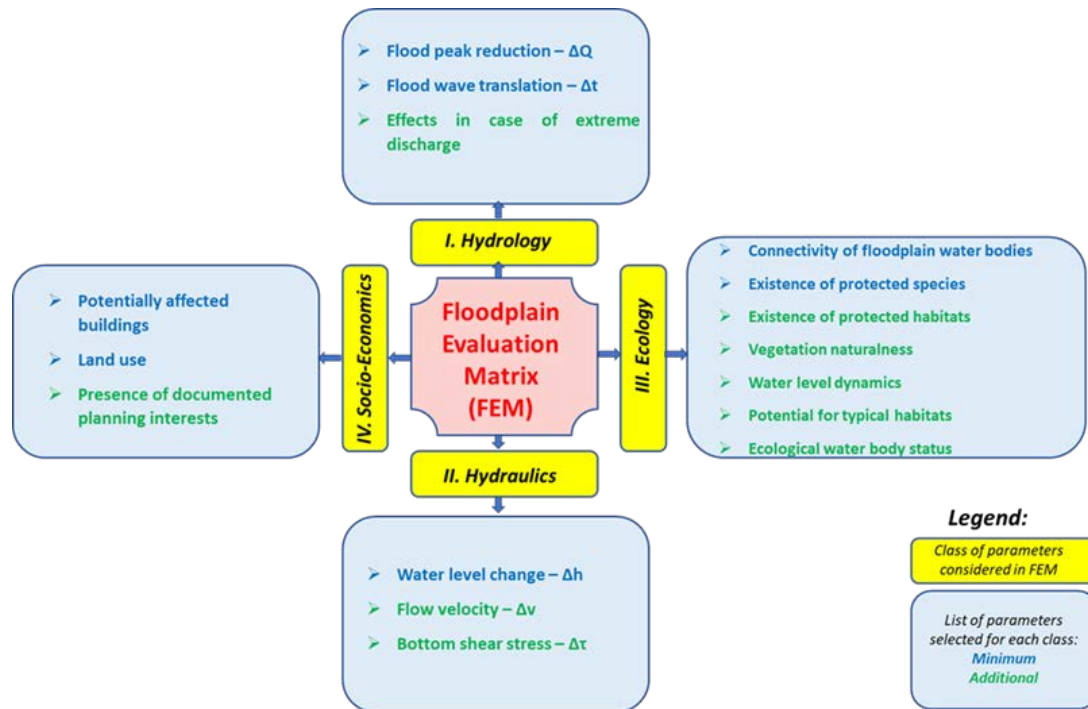 ➢ Flood peak reduction – ΔQ
➢ Flood wave translation – Δt
➢ Effects in case of extreme
discharge
I. Hydrology
➢ Potentially affected
buildings
➢ Land use
➢ Presence of documented
planning interests
IV. Socio-Economics
Floodplain
Evaluation
Matrix
(FEM)
III. Ecology
➢ Connectivity of floodplain water bodies
➢ Existence of protected species
➢ Existence of protected habitats
➢ Vegetation naturalness
➢ Water level dynamics
➢ Potential for typical habitats
➢ Ecological water body status
II. Hydraulics
➢ Water level change – Δh
➢ Flow velocity – Δv
➢ Bottom shear stress – Δτ
Legend:
Class of parameters
considered in FEM
List of parameters
selected for each class:
Minimum
Additional